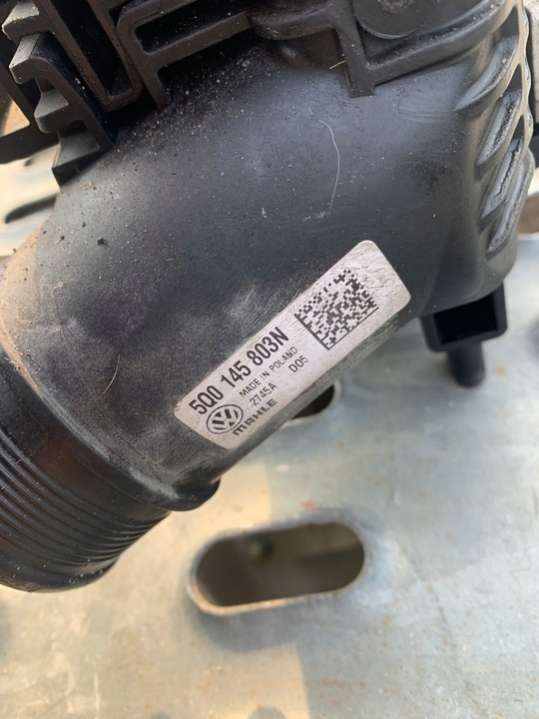 5Q0 145 803N
MADE IN POLAND
2745A D05
MAHLE